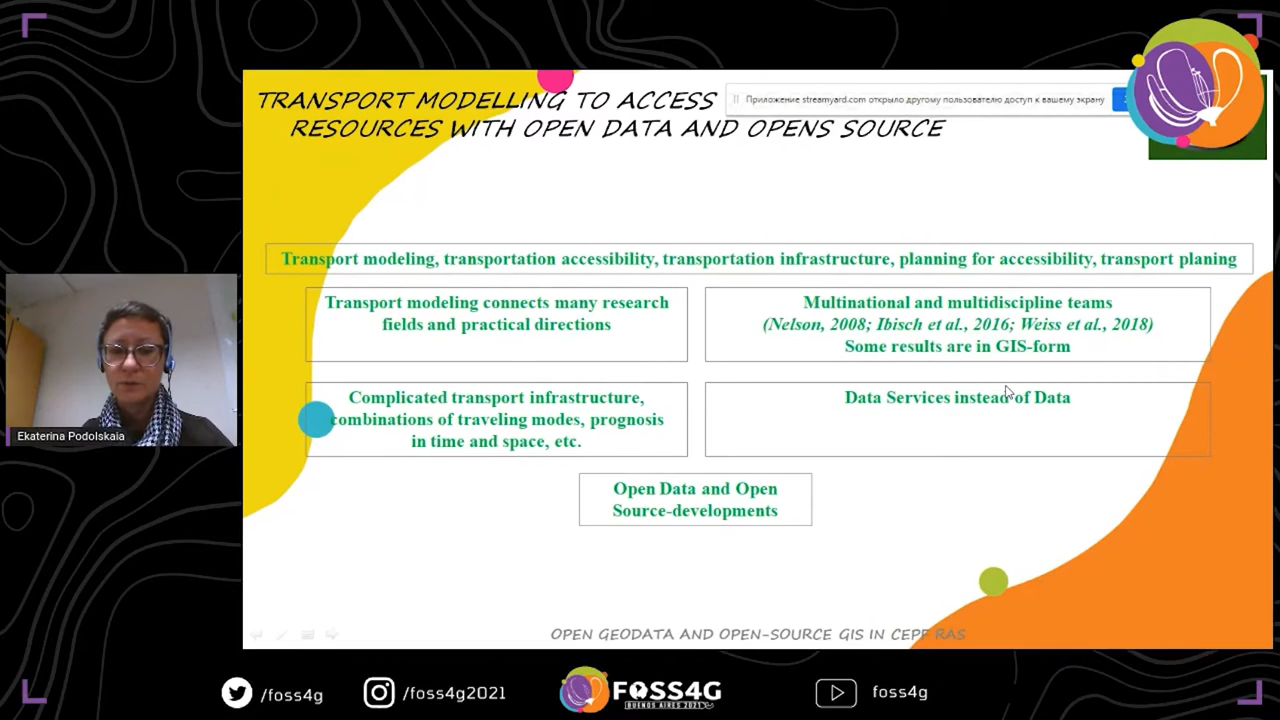 TRANSPORT MODELLING TO ACCESS
RESOURCES WITH OPEN DATA AND OPENS SOURCE
Приложение streamyard.com открыло другому пользователю доступ к вашему экрану
Transport modeling, transportation accessibility, transportation infrastructure, planning for accessibility, transport planing
Transport modeling connects many research
fields and practical directions
Multinational and multidiscipline teams
(Nelson, 2008; Ibisch et al., 2016; Weiss et al., 2018)
Some results are in GIS-form
Complicated transport infrastructure,
combinations of traveling modes, prognosis
in time and space, etc.
Data Services instead of Data
Open Data and Open
Source-developments
OPEN GEODATA AND OPEN-SOURCE GIS IN CEPF RAS
Ekaterina Podolskaia
/foss4g
/foss4g2021
FOSS4G
BUENOS AIRES 2021
foss4g